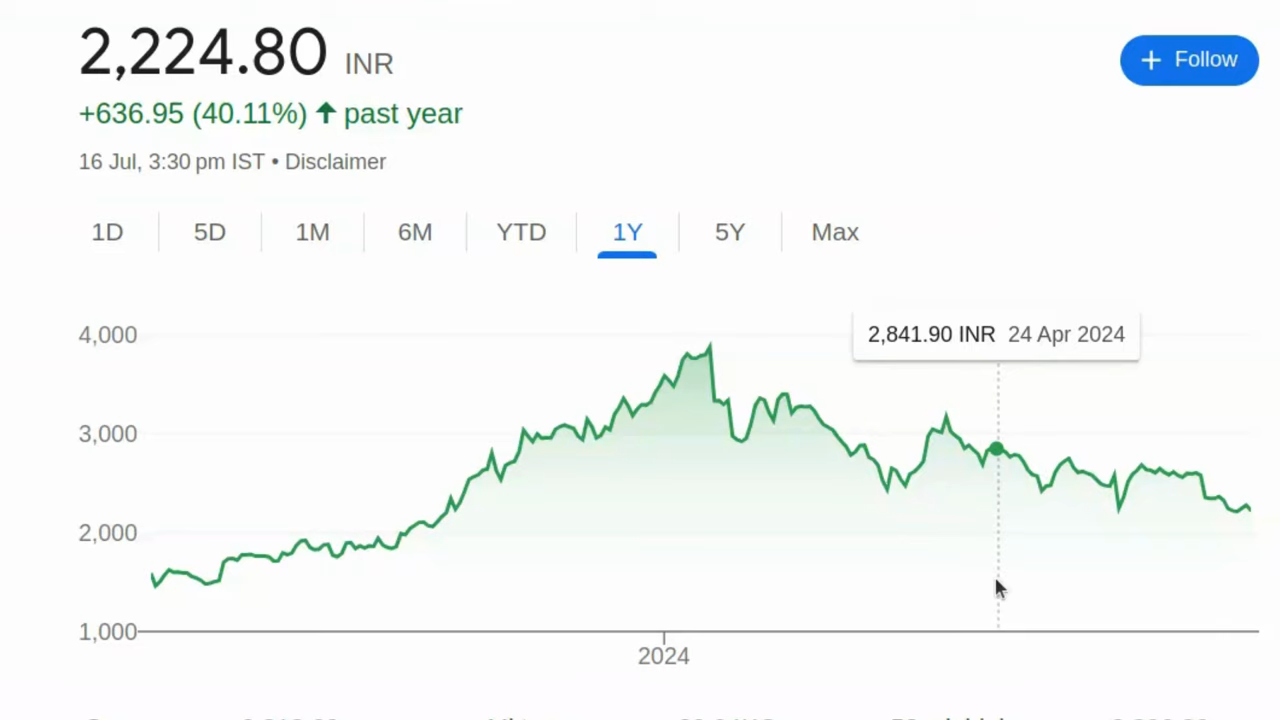 2,224.80 INR
+ Follow
+636.95 (40.11%) ↑ past year
16 Jul, 3:30 pm IST • Disclaimer
1D 5D 1M 6M YTD 1Y 5Y Max
2,841.90 INR 24 Apr 2024
4,000
3,000
2,000
1,000
2024